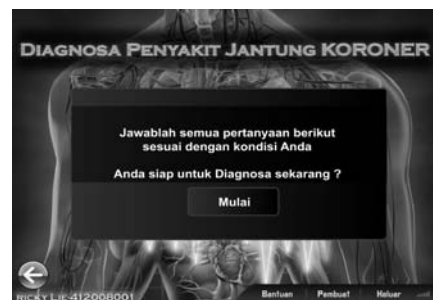 DIAGNOSA PENYAKIT JANTUNG KORONER
Jawablah semua pertanyaan berikut
sesuai dengan kondisi Anda
Anda siap untuk Diagnosa sekarang ?
Mulai
RICKY LIE-412008001
Bantuan Pembuat Keluar